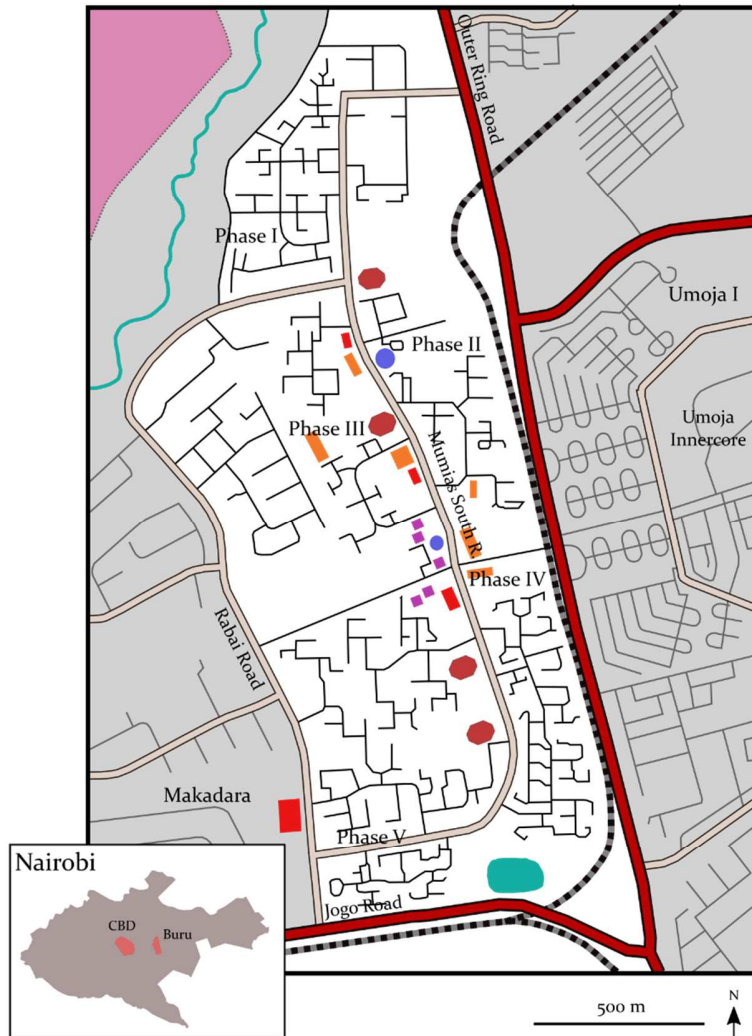 Outer Ring Road
Phase I
Umoja I
Phase II
Umoja
Innercore
Phase III
Mumias South R.
Phase IV
Rabai Road
Makadara
Phase V
Jogo Road
Nairobi
CBD
Buru
500 m
N